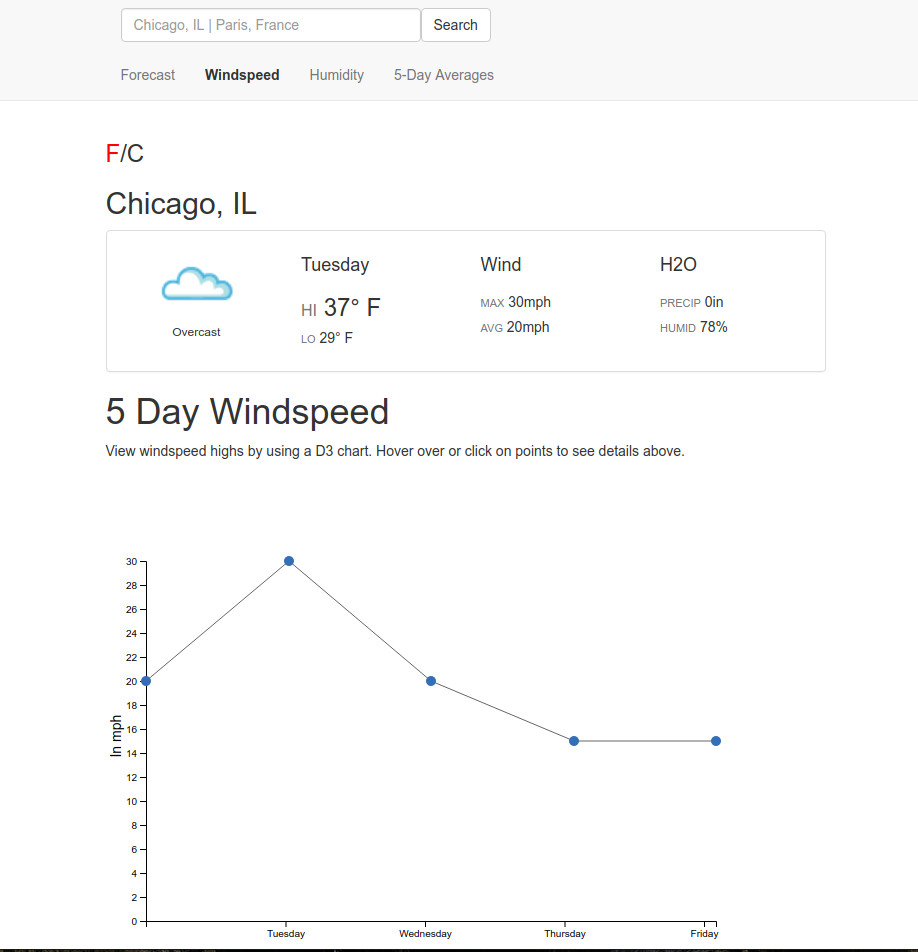 Chicago, IL | Paris, France Search
Forecast Windspeed Humidity 5-Day Averages
F/C
Chicago, IL
Overcast
Tuesday
HI 37° F
LO 29° F
Wind
MAX 30mph
AVG 20mph
H2O
PRECIP 0in
HUMID 78%
5 Day Windspeed
View windspeed highs by using a D3 chart. Hover over or click on points to see details above.
30
28
26
24
22
20
18
16
14
12
10
8
6
4
2
0
In mph
Tuesday Wednesday Thursday Friday